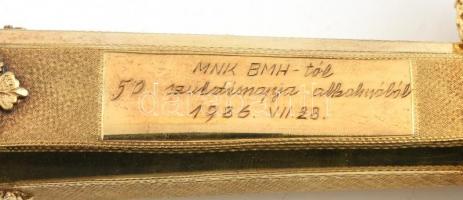 MNK BMH-tól
50. születésnapja alkalmából
1986. VII. 28.